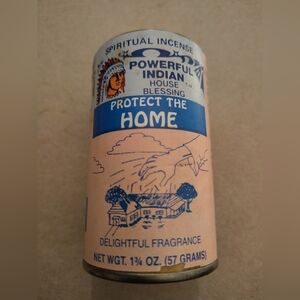 SPIRITUAL INCENSE
POWERFUL
INDIAN
HOUSE
BLESSING
PROTECT THE
HOME
DELIGHTFUL FRAGRANCE
NET WGT. 1¾ OZ. (57 GRAMS)